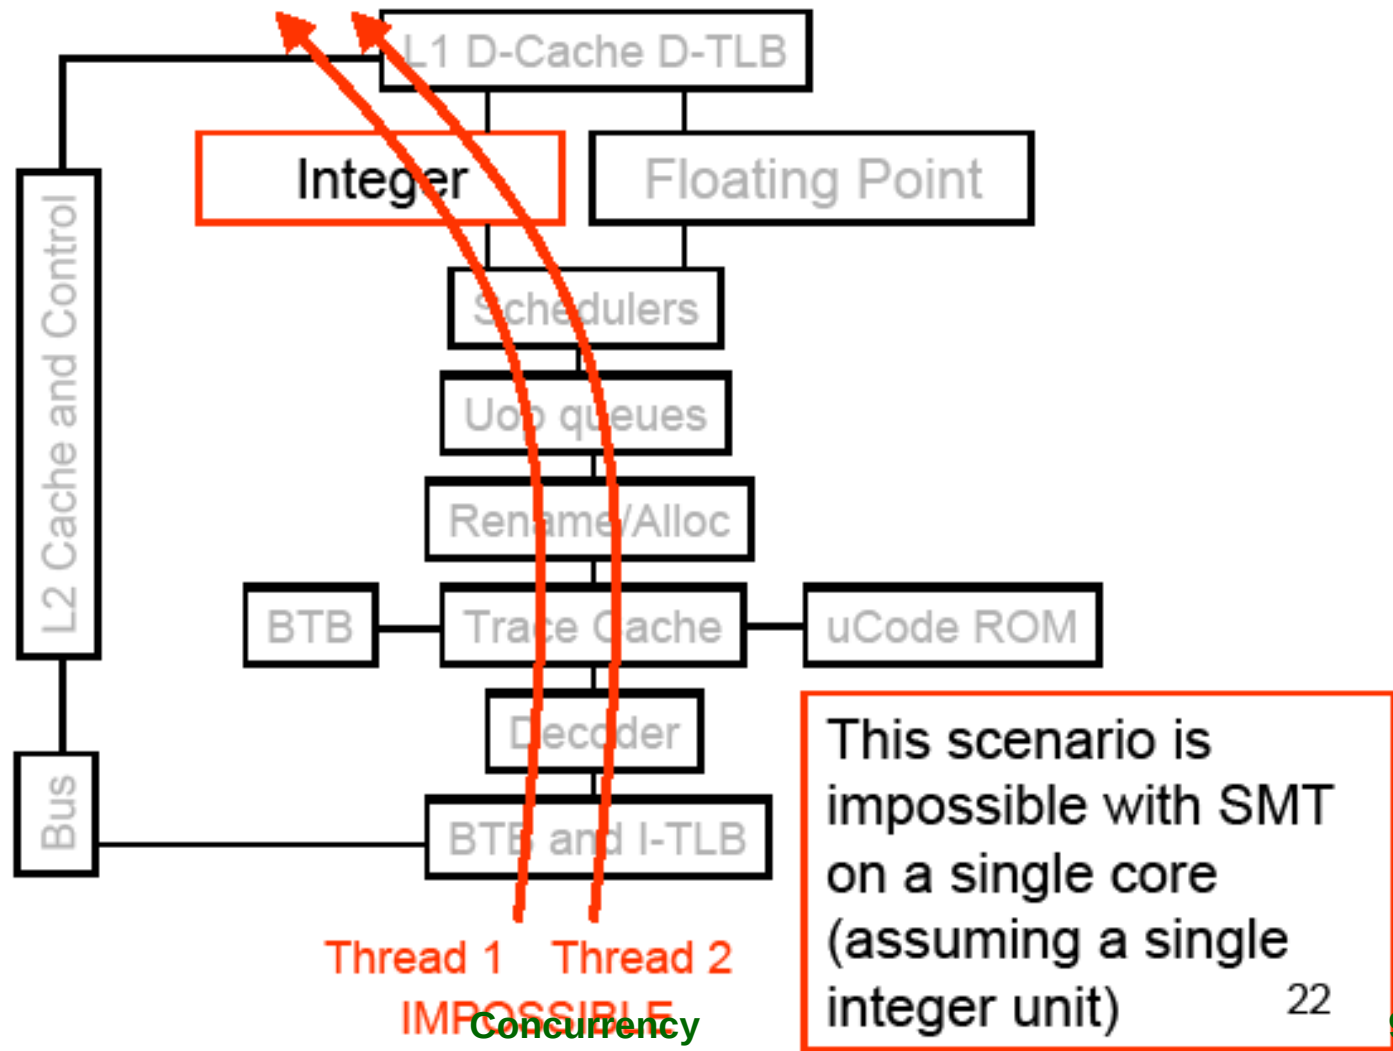 L1 D-Cache D-TLB
Integer
Floating Point
L2 Cache and Control
Schedulers
Uop queues
Rename/Alloc
BTB
Trace Cache
uCode ROM
Decoder
Bus
BTB and I-TLB
This scenario is
impossible with SMT
on a single core
(assuming a single
integer unit)
22
Thread 1
Thread 2
IMPOSSIBLE
Concurrency